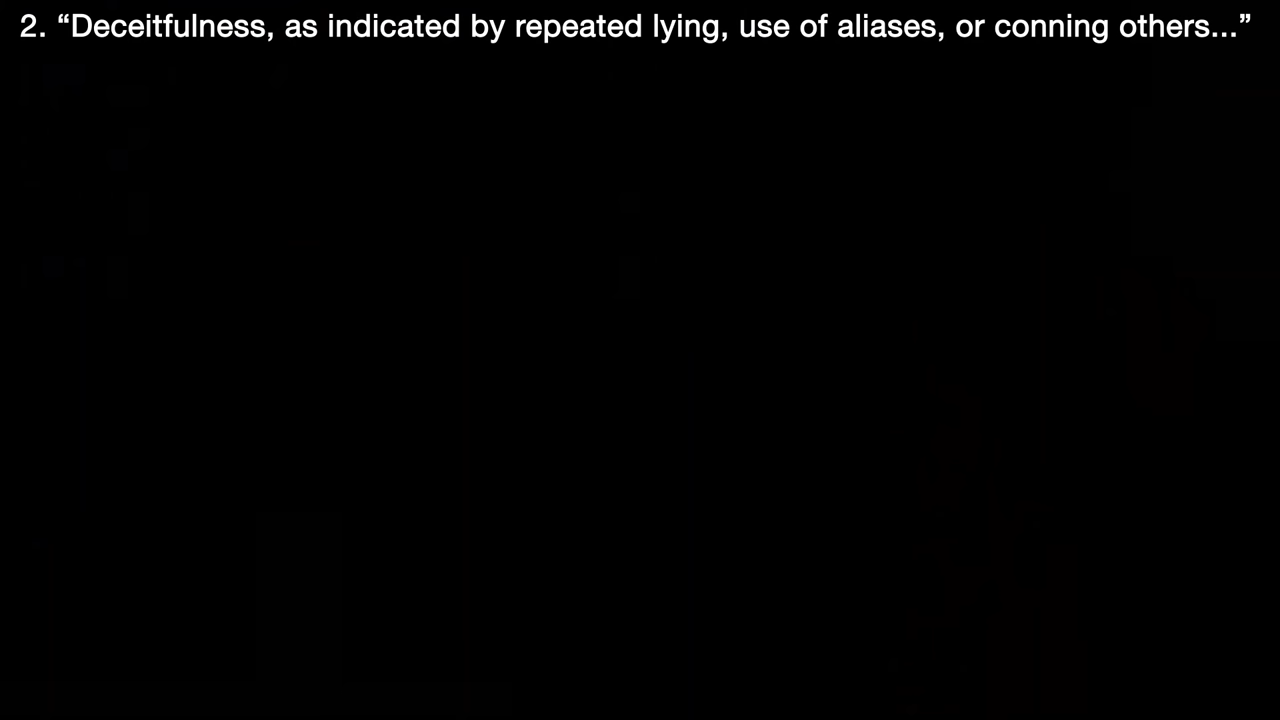 2. “Deceitfulness, as indicated by repeated lying, use of aliases, or conning others...”